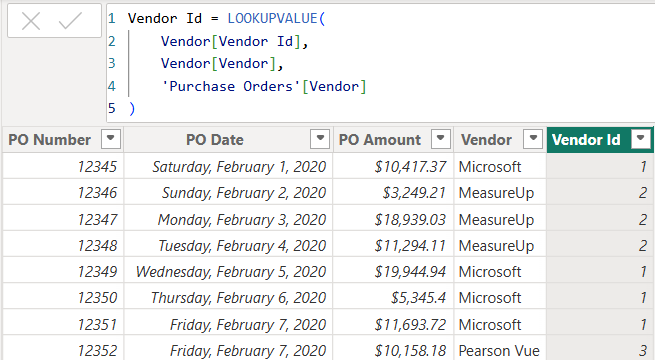 1 Vendor Id = LOOKUPVALUE(
2 Vendor[Vendor Id],
3 Vendor[Vendor],
4 'Purchase Orders'[Vendor]
5 )
PO Number PO Date PO Amount Vendor Vendor Id
12345 Saturday, February 1, 2020 $10,417.37 Microsoft 1
12346 Sunday, February 2, 2020 $3,249.21 MeasureUp 2
12347 Monday, February 3, 2020 $18,939.03 MeasureUp 2
12348 Tuesday, February 4, 2020 $11,294.11 MeasureUp 2
12349 Wednesday, February 5, 2020 $19,944.94 Microsoft 1
12350 Thursday, February 6, 2020 $5,345.4 Microsoft 1
12351 Friday, February 7, 2020 $11,693.72 Microsoft 1
12352 Friday, February 7, 2020 $10,158.18 Pearson Vue 3